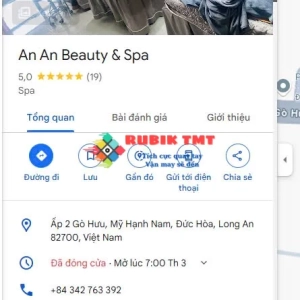 An An Beauty & Spa
5,0 ★★★★★ (19)
Spa
Tổng quan Bài đánh giá Giới thiệu
RUBIK TMT
Tích cực quay tay
Vận may sẽ đến
Đường đi Lưu Gần đó Gửi tới điện thoại Chia sẻ
Ấp 2 Gò Hưu, Mỹ Hạnh Nam, Đức Hòa, Long An
82700, Việt Nam
Đã đóng cửa - Mở lúc 7:00 Th 3
+84 342 763 392